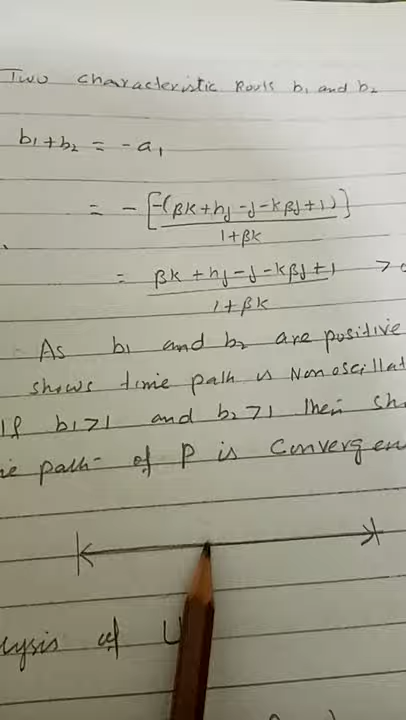 Two characteristic Roots b₁ and b₂
b₁+b₂ = -a₁
= - [-(βk+hj-j-kβj+1)]
1+βk
= βk+hj-j-kβj+1 >
1+βk
As b₁ and b₂ are positive
shows time path is Nonoscillat
If b₁>1 and b₂>1 then sh
path of P is Convergen
lysis of U